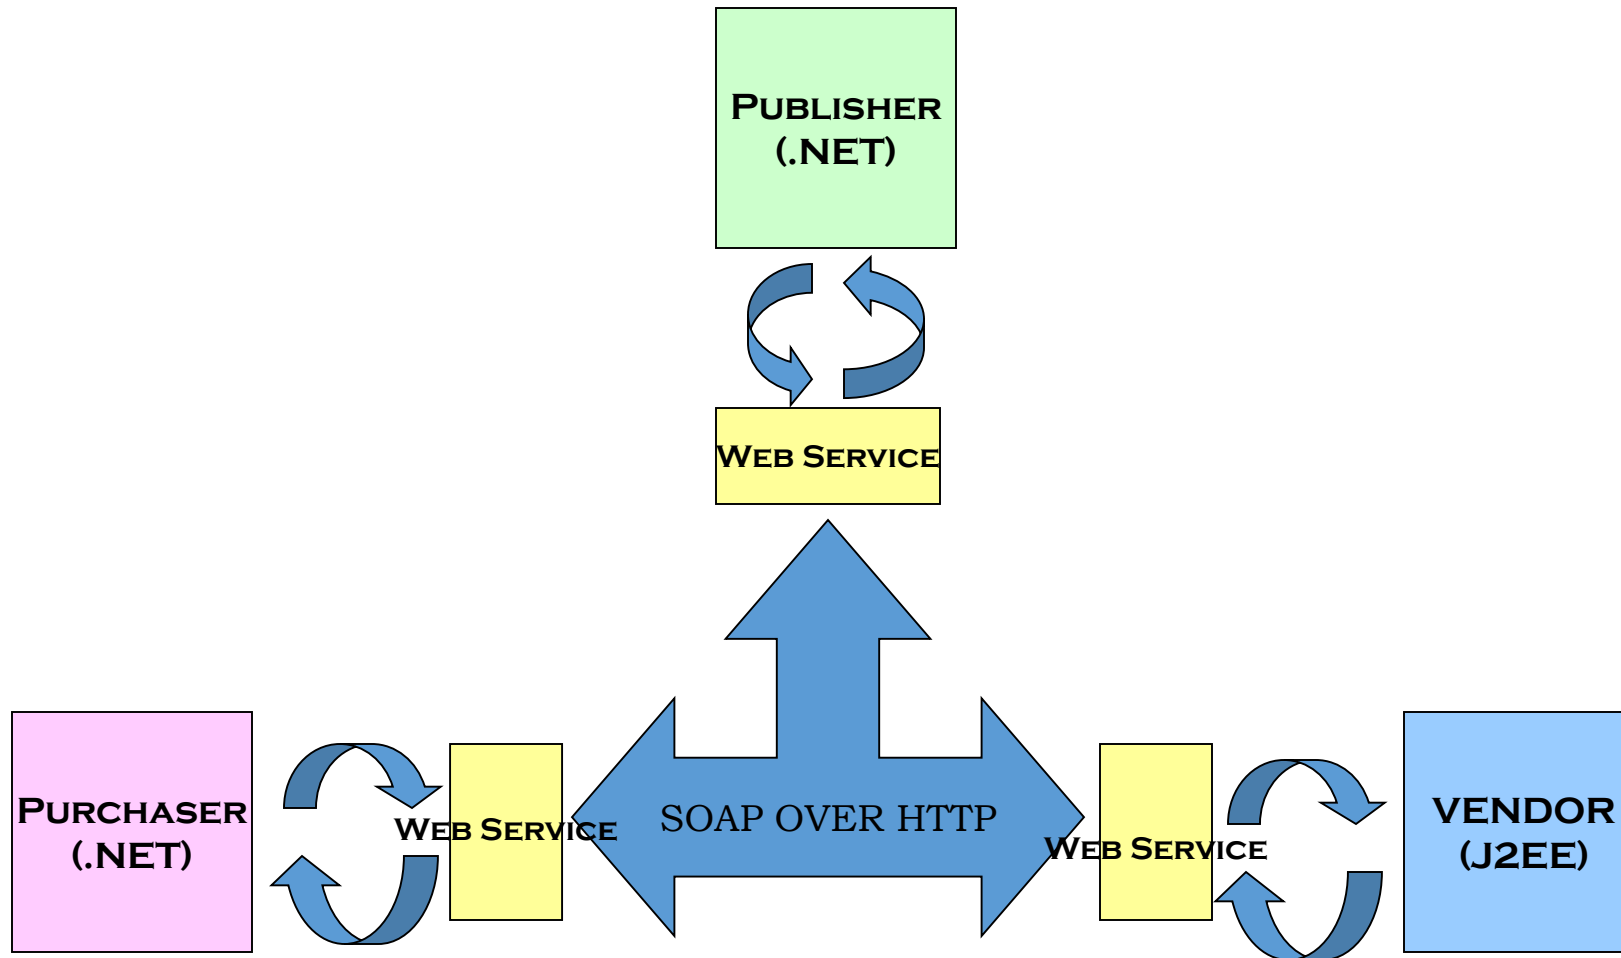 PUBLISHER
(.NET)
WEB SERVICE
PURCHASER
(.NET)
WEB SERVICE
SOAP OVER HTTP
WEB SERVICE
VENDOR
(J2EE)